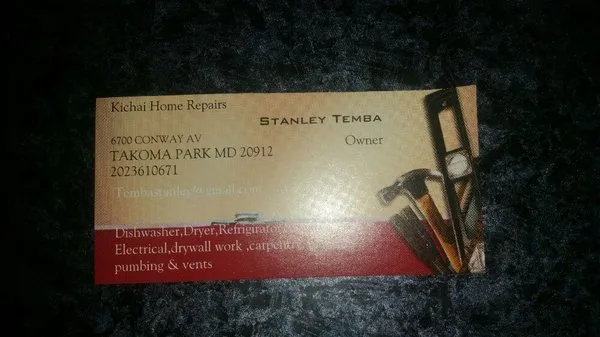 Kichai Home Repairs
STANLEY TEMBA
Owner
6700 CONWAY AV
TAKOMA PARK MD 20912
2023610671
Dishwasher,Dryer,Refrigirator
Electrical,drywall work ,carpentry
pumbing & vents